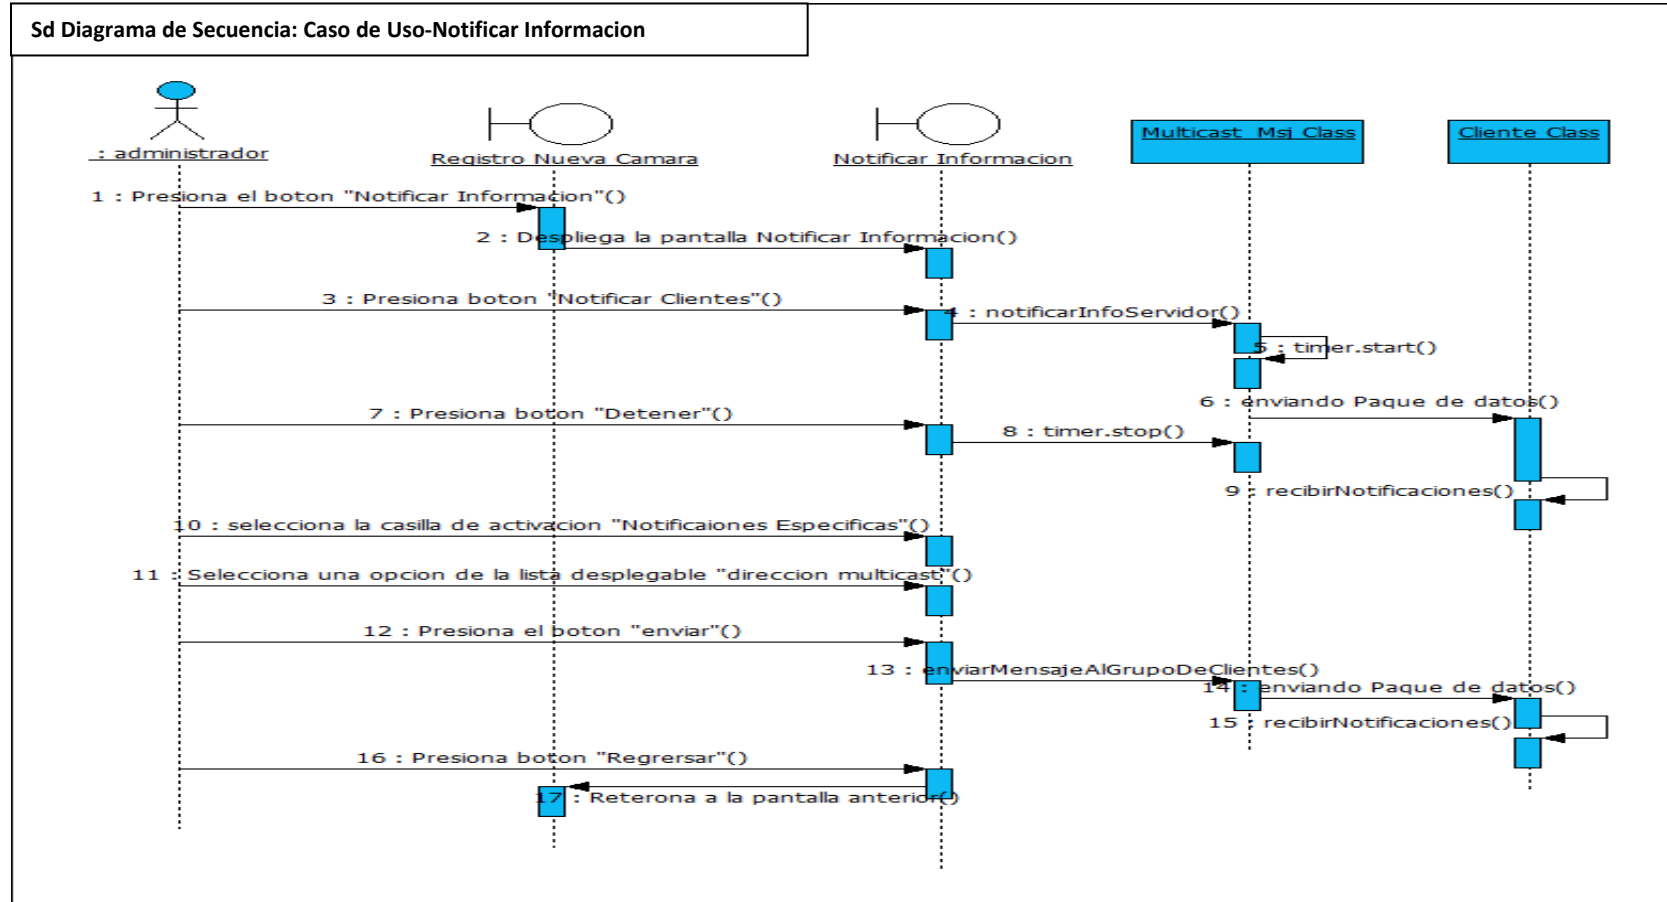 Sd Diagrama de Secuencia: Caso de Uso-Notificar Informacion
: administrador
Registro Nueva Camara
Notificar Informacion
Multicast_Msj_Class
Cliente_Class
1 : Presiona el boton "Notificar Informacion"()
2 : Despliega la pantalla Notificar Informacion()
3 : Presiona boton "Notificar Clientes"()
4 : notificarInfoServidor()
5 : timer.start()
6 : enviando Paque de datos()
7 : Presiona boton "Detener"()
8 : timer.stop()
9 : recibirNotificaciones()
10 : selecciona la casilla de activacion "Notificaiones Especificas"()
11 : Selecciona una opcion de la lista desplegable "direccion multicast"()
12 : Presiona el boton "enviar"()
13 : enviarMensajeAlGrupoDeClientes()
14 : enviando Paque de datos()
15 : recibirNotificaciones()
16 : Presiona boton "Regrersar"()
17 : Reterona a la pantalla anterior()